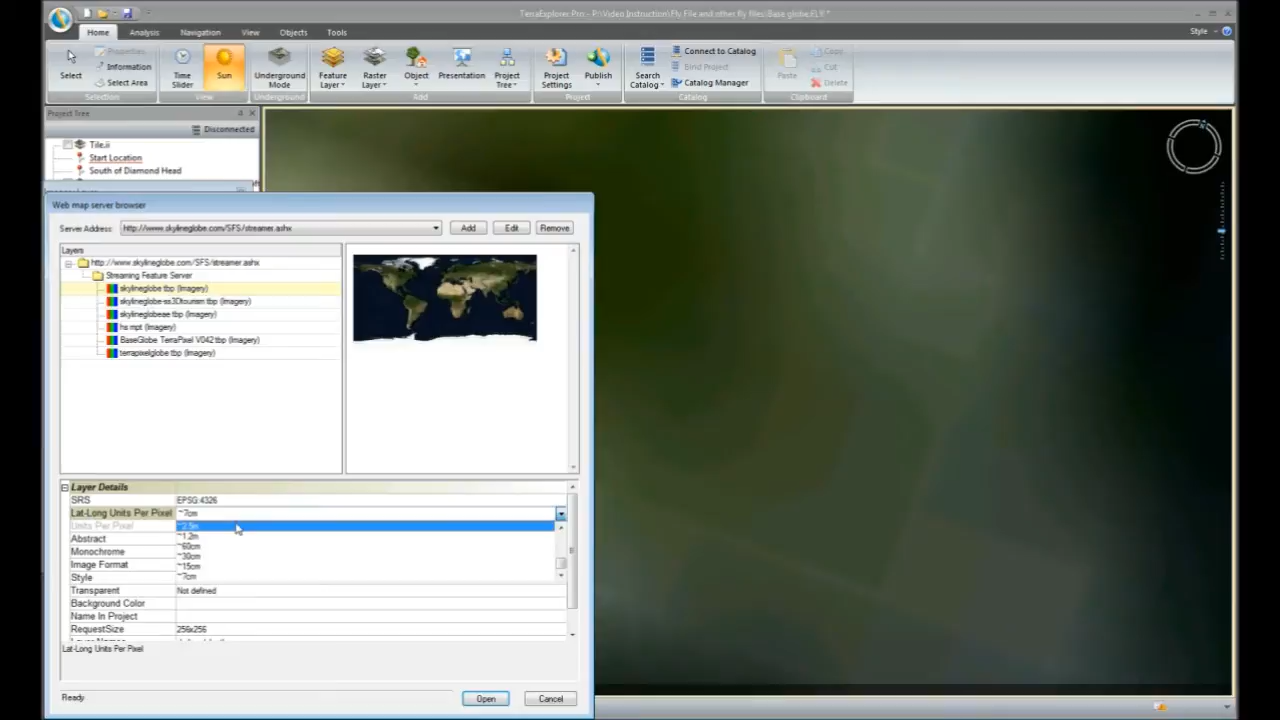 TerraExplorer Pro - P:\Video Instruction\Fly File and other fly files\Base globe.FLY *
Home Analysis Navigation View Objects Tools Style
Select Properties Information Select Area Selection
Time Slider Sun View
Underground Mode Underground
Feature Layer Raster Layer Object Presentation Project Tree Add
Project Settings Publish Project
Search Catalog Connect to Catalog Bind Project Catalog Manager Catalog
Paste Copy Cut Delete Clipboard
Project Tree
Disconnected
Tile.ii
Start Location
South of Diamond Head
Web map server browser
Server Address: http://www.skylineglobe.com/SFS/streamer.ashx Add Edit Remove
Layers
http://www.skylineglobe.com/SFS/streamer.ashx
Streaming Feature Server
skylineglobe tbp (Imagery)
skylineglobe-es3Dtourism tbp (Imagery)
skylineglobeae tbp (Imagery)
hs mpt (Imagery)
BaseGlobe TerraPixel V042 tbp (Imagery)
terrapixelglobe tbp (Imagery)
Layer Details
SRS EPSG:4326
Lat-Long Units Per Pixel ~7cm
Units Per Pixel ~2.5m
~1.2m
Abstract
~60cm
Monochrome ~30cm
Image Format ~15cm
Style ~7cm
Transparent Not defined
Background Color
Name In Project
RequestSize 256x256
Lat-Long Units Per Pixel
Ready Open Cancel